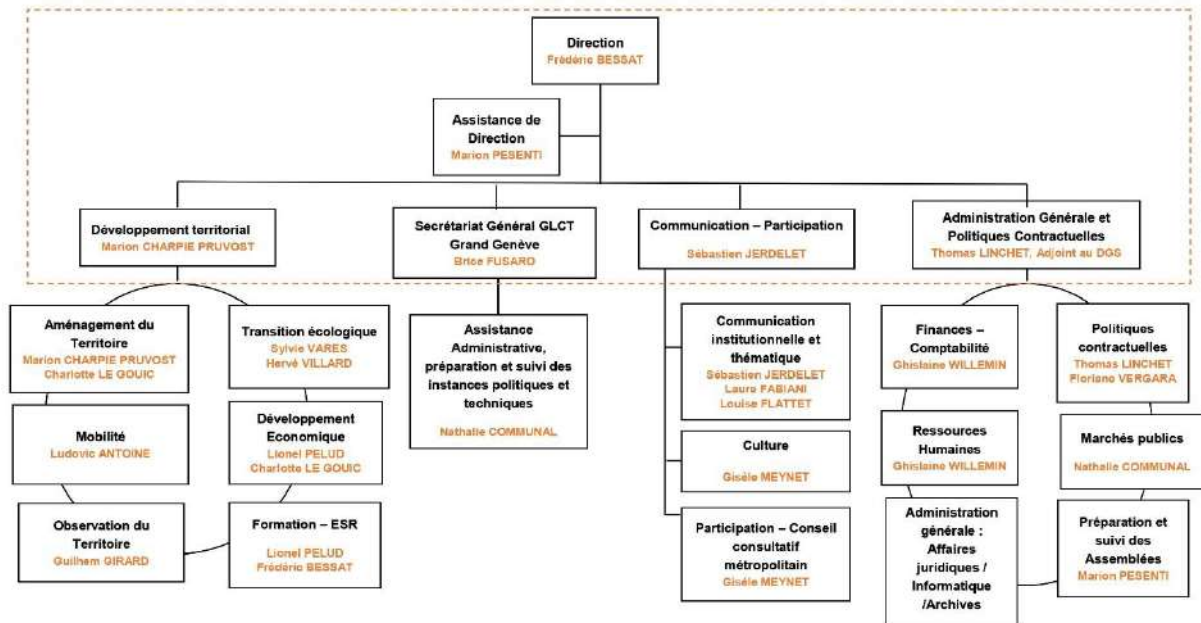 Direction
Frédéric BESSAT
Assistance de
Direction
Marion PESENTI
Développement territorial
Marion CHARPIE PRUVOST
Secrétariat Général GLCT
Grand Genève
Brice FUSARO
Communication – Participation
Sébastien JERDELET
Administration Générale et
Politiques Contractuelles
Thomas LINCHET, Adjoint au DGS
Aménagement du
Territoire
Marion CHARPIE PRUVOST
Charlotte LE GOUIC
Transition écologique
Sylvie VARES
Hervé VILLARD
Mobilité
Ludovic ANTOINE
Développement
Economique
Lionel PELUD
Charlotte LE GOUIC
Observation du
Territoire
Guilhem GIRARD
Formation – ESR
Lionel PELUD
Frédéric BESSAT
Assistance
Administrative,
préparation et suivi des
instances politiques et
techniques
Nathalie COMMUNAL
Communication
institutionnelle et
thématique
Sébastien JERDELET
Laure FABIANI
Louise FLATTET
Culture
Gisèle MEYNET
Participation – Conseil
consultatif
métropolitain
Gisèle MEYNET
Finances –
Comptabilité
Ghislaine WILLEMIN
Politiques
contractuelles
Thomas LINCHET
Floriane VERGARA
Ressources
Humaines
Ghislaine WILLEMIN
Marchés publics
Nathalie COMMUNAL
Administration
générale :
Affaires
juridiques /
Informatique
/Archives
Préparation et
suivi des
Assemblées
Marion PESENTI